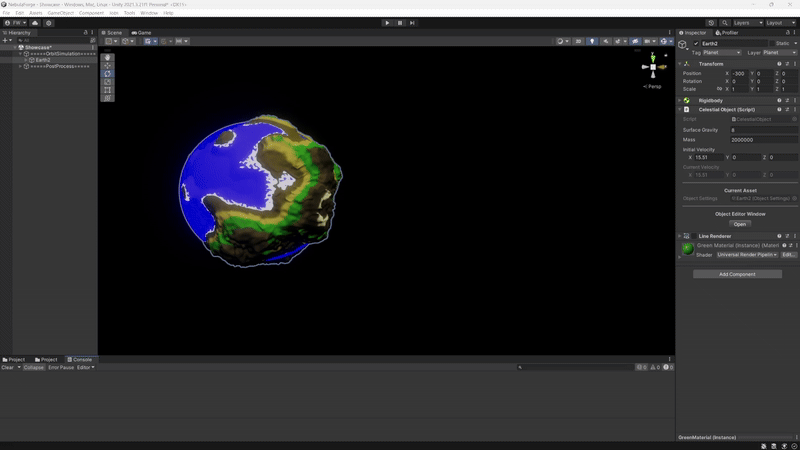 NebulaForge - Showcase - Windows, Mac, Linux - Unity 2021.3.21f1 Personal* <DX11>
File Edit Assets GameObject Component Jobs Tools Window Help
Layers Layout
Hierarchy
Scene Game
Inspector Profiler
All
Showcase*
=====OrbitSimulation=====
Earth2
=====PostProcess=====
Earth2 Static
Tag Planet Layer Planet
Transform
Position X -300 Y 0 Z 0
Rotation X 0 Y 0 Z 0
Scale X 1 Y 1 Z 1
< Persp
Rigidbody
Celestial Object (Script)
Script CelestialObject
Surface Gravity 8
Mass 2000000
Initial Velocity
X 15.51 Y 0 Z 0
Current Velocity
X 15.51 Y 0 Z 0
Current Asset
Object Settings
Object Editor Window
Open
Line Renderer
Green Material (Instance) (Materi
Shader Universal Render Pipelin Edit...
Add Component
Project Project Console
Clear Collapse Error Pause Editor
0 0 0
GreenMaterial (Instance)